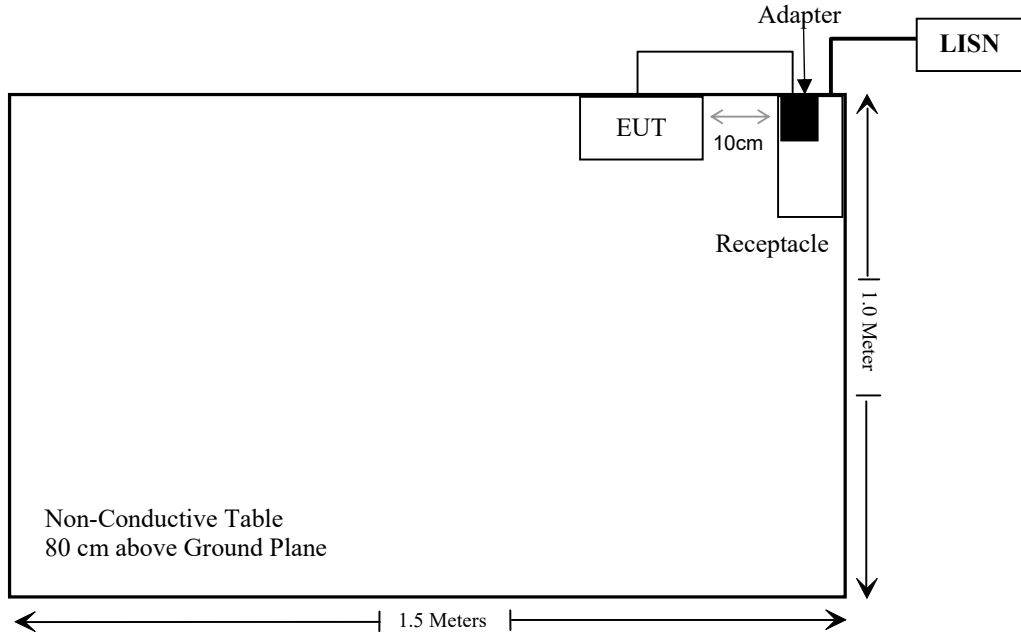 Adapter
LISN
EUT
10cm
Receptacle
1.0 Meter
Non-Conductive Table
80 cm above Ground Plane
1.5 Meters